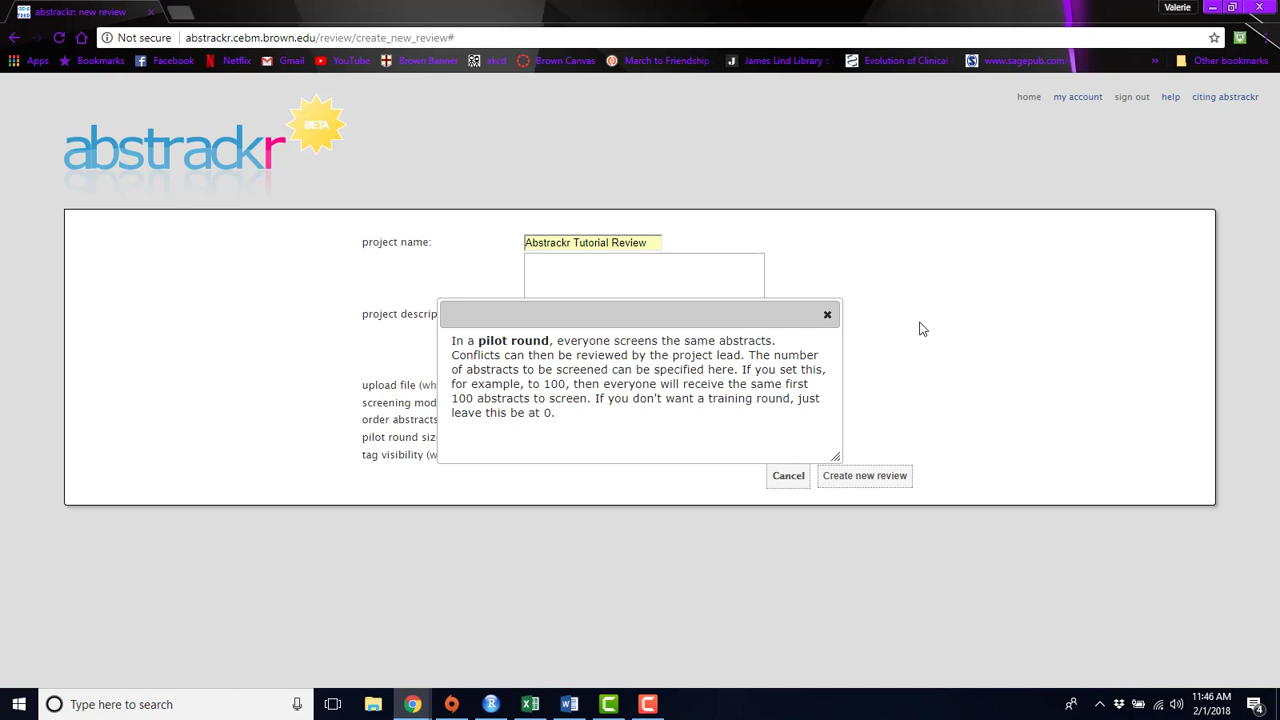 abstrackr: new review
Valerie
Not secure
abstrackr.cebm.brown.edu/review/create_new_review#
Apps
Bookmarks
Facebook
Netflix
Gmail
YouTube
Brown Banner
akcd
Brown Canvas
March to Friendship
James Lind Library ::
Evolution of Clinical
www.sagepub.com/
»
Other bookmarks
home
my account
sign out
help
citing abstrackr
abstrackr
BETA
project name:
Abstrackr Tutorial Review
project descrip
In a pilot round, everyone screens the same abstracts.
Conflicts can then be reviewed by the project lead. The number
of abstracts to be screened can be specified here. If you set this,
for example, to 100, then everyone will receive the same first
100 abstracts to screen. If you don't want a training round, just
leave this be at 0.
upload file (wh
screening mod
order abstracts
pilot round siz
tag visibility (w
Cancel
Create new review
Type here to search
11:46 AM
2/1/2018
4